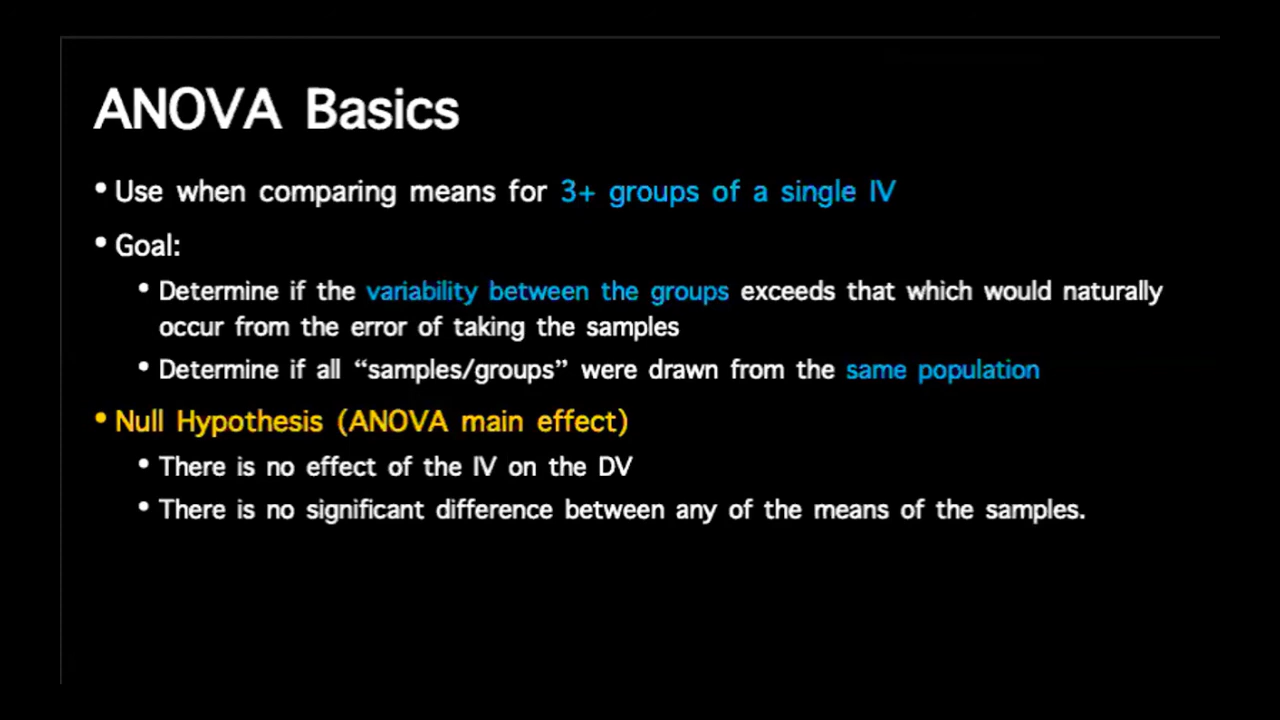 ANOVA Basics
• Use when comparing means for 3+ groups of a single IV
• Goal:
• Determine if the variability between the groups exceeds that which would naturally
occur from the error of taking the samples
• Determine if all “samples/groups” were drawn from the same population
• Null Hypothesis (ANOVA main effect)
• There is no effect of the IV on the DV
• There is no significant difference between any of the means of the samples.